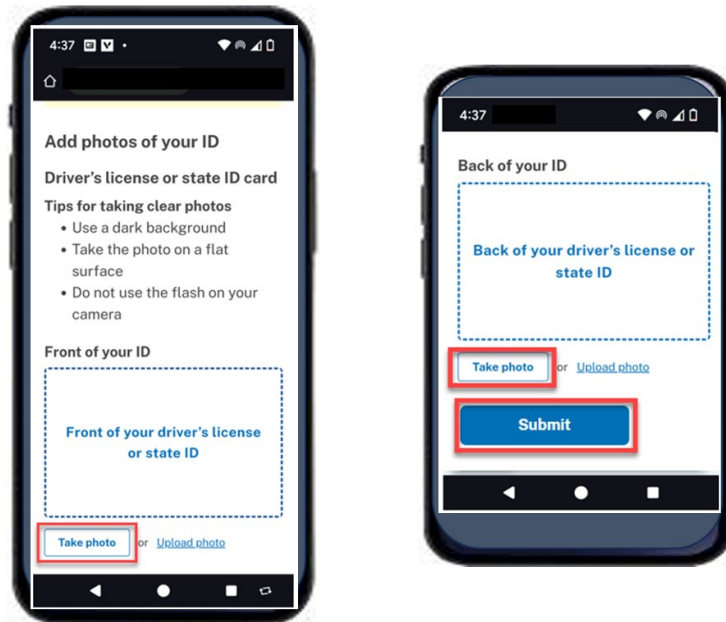 4:37
Add photos of your ID
Driver's license or state ID card
Tips for taking clear photos
• Use a dark background
• Take the photo on a flat
surface
• Do not use the flash on your
camera
Front of your ID
Front of your driver's license
or state ID
Take photo or Upload photo
4:37
Back of your ID
Back of your driver's license or
state ID
Take photo or Upload photo
Submit